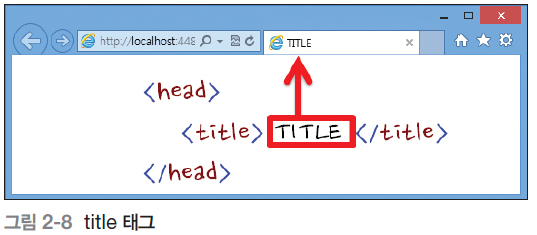 http://localhost:448
TITLE
<head>
<title> TITLE </title>
</head>
그림 2-8 title 태그